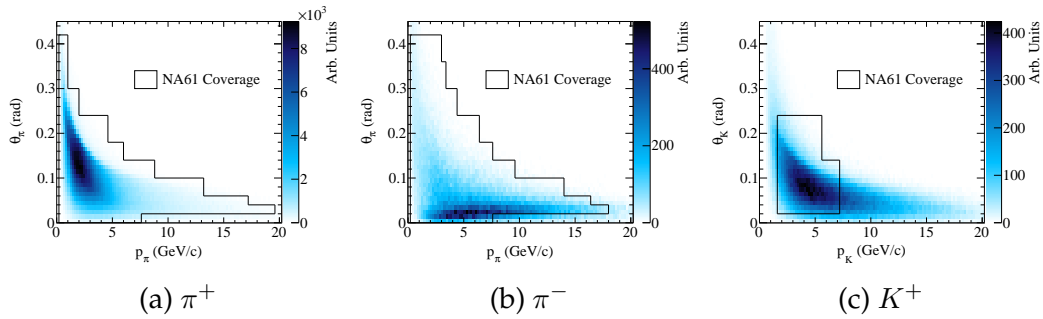 ×10³
0.4
0.3
0.2
0.1
0
0 5 10 15 20
θπ (rad)
pπ (GeV/c)
NA61 Coverage
8
6
4
2
0
Arb. Units
(a) π⁺
0.4
0.3
0.2
0.1
0
0 5 10 15 20
θπ (rad)
pπ (GeV/c)
NA61 Coverage
400
200
0
Arb. Units
(b) π⁻
0.4
0.3
0.2
0.1
0
0 5 10 15 20
θK (rad)
pK (GeV/c)
NA61 Coverage
400
300
200
100
0
Arb. Units
(c) K⁺